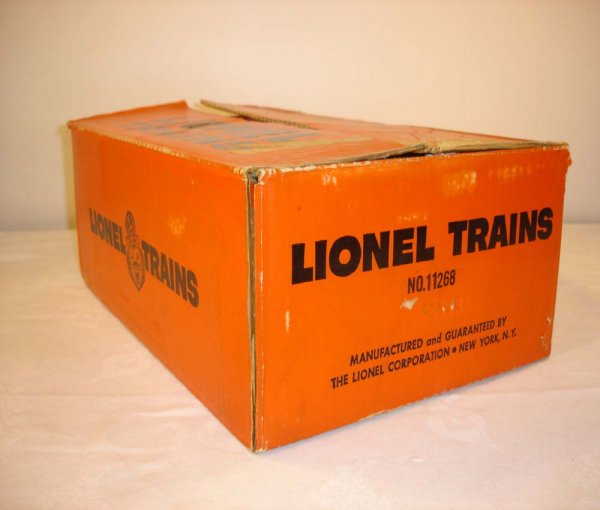 LIONEL TRAINS
LIONEL TRAINS
NO. 11268
MANUFACTURED and GUARANTEED BY
THE LIONEL CORPORATION • NEW YORK, N.Y.